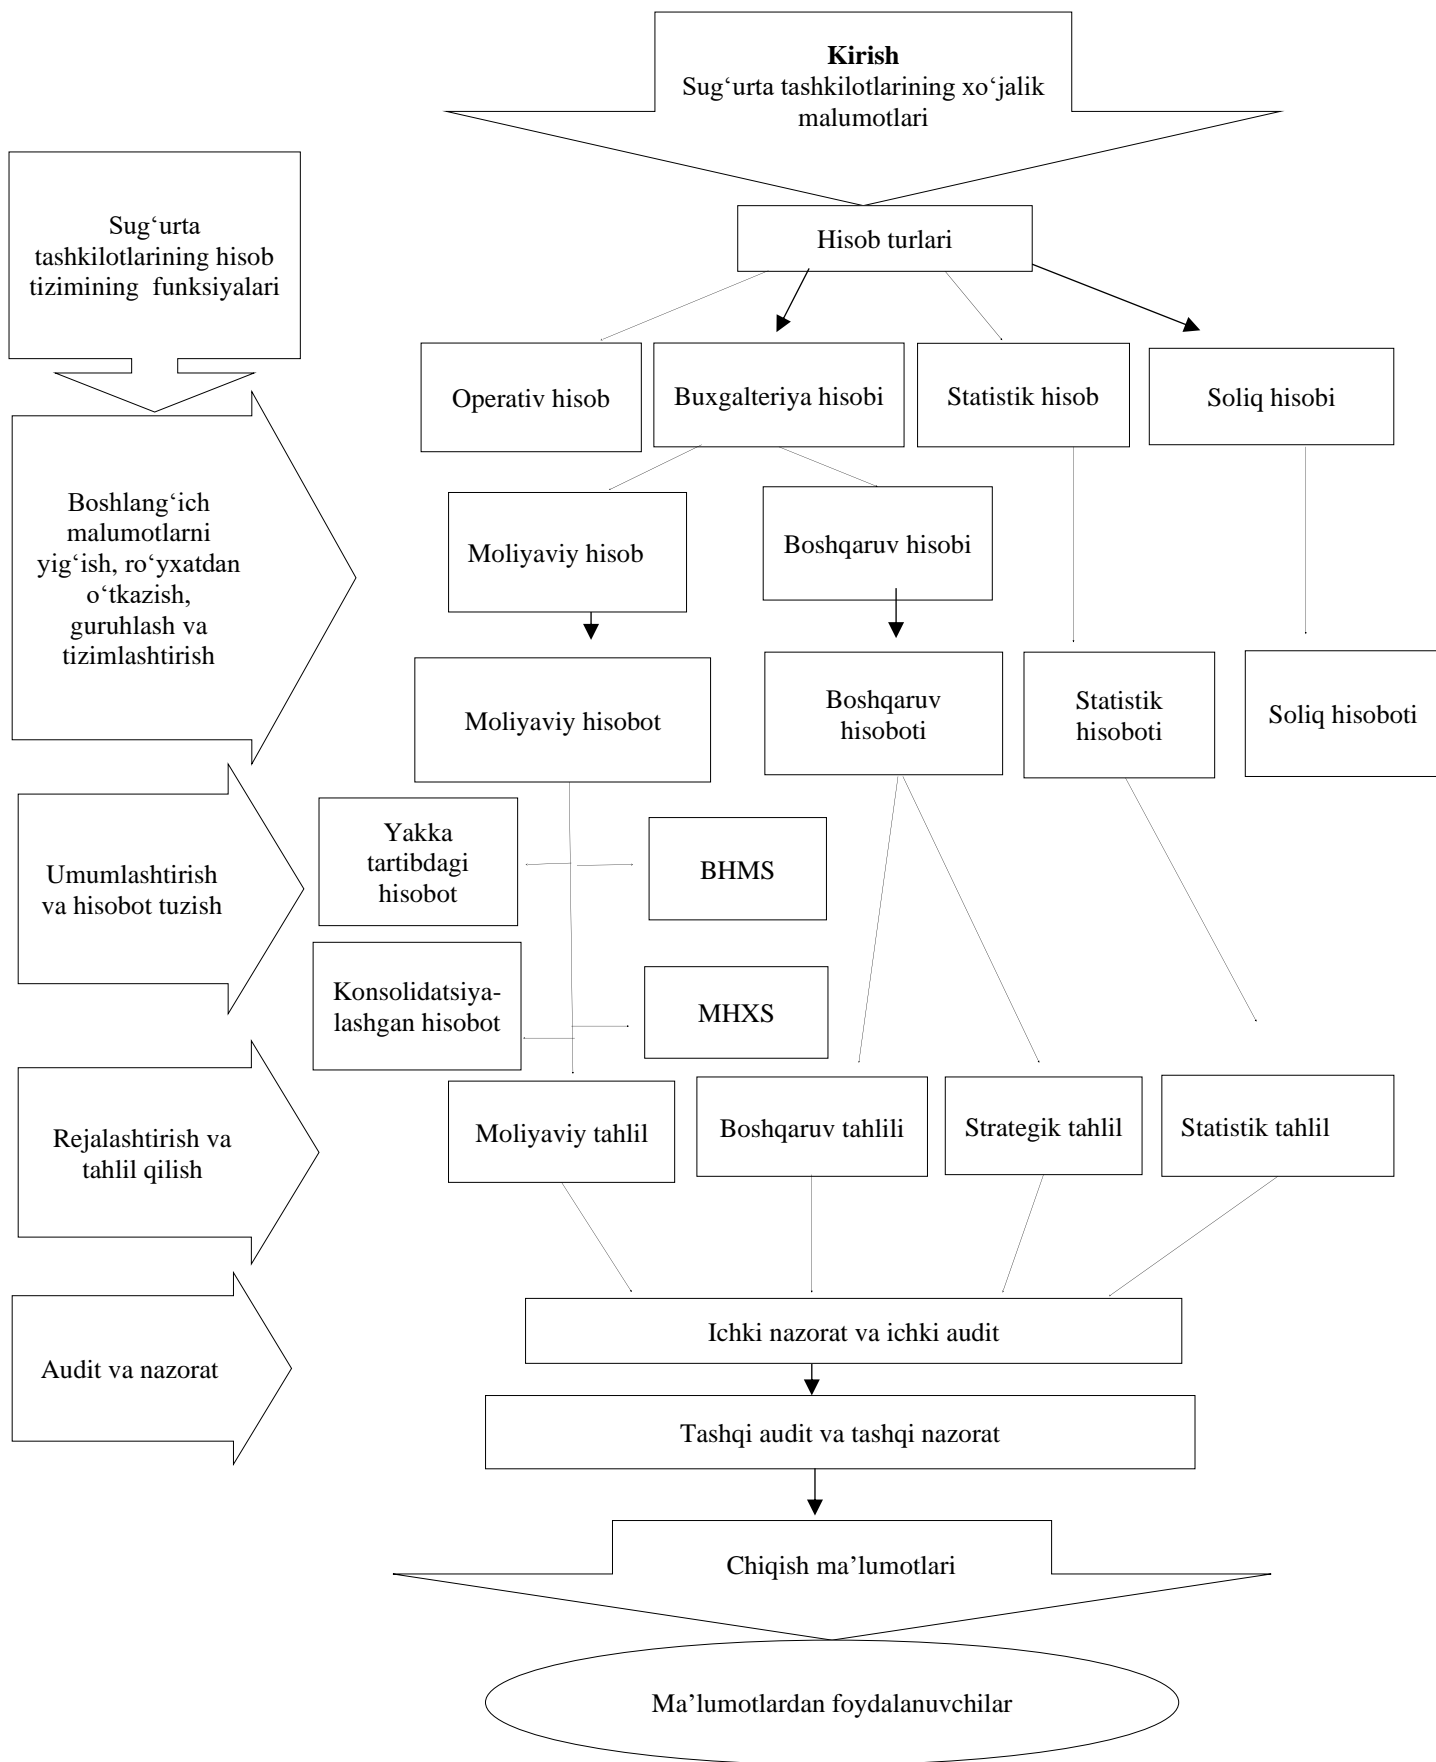 Kirish
Sug‘urta tashkilotlarining xo‘jalik
malumotlari
Sug‘urta
tashkilotlarining hisob
tizimining funksiyalari
Hisob turlari
Operativ hisob
Buxgalteriya hisobi
Statistik hisob
Soliq hisobi
Boshlang‘ich
malumotlarni
yig‘ish, ro‘yxatdan
o‘tkazish,
guruhlash va
tizimlashtirish
Moliyaviy hisob
Boshqaruv hisobi
Moliyaviy hisobot
Boshqaruv
hisoboti
Statistik
hisoboti
Soliq hisoboti
Umumlashtirish
va hisobot tuzish
Yakka
tartibdagi
hisobot
BHMS
Konsolidatsiya-
lashgan hisobot
MHXS
Rejalashtirish va
tahlil qilish
Moliyaviy tahlil
Boshqaruv tahlili
Strategik tahlil
Statistik tahlil
Audit va nazorat
Ichki nazorat va ichki audit
Tashqi audit va tashqi nazorat
Chiqish ma’lumotlari
Ma’lumotlardan foydalanuvchilar